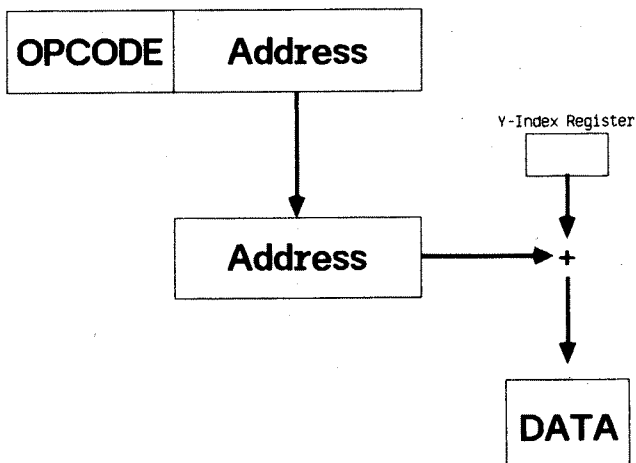 OPCODE Address
Y-Index Register
Address
+
DATA